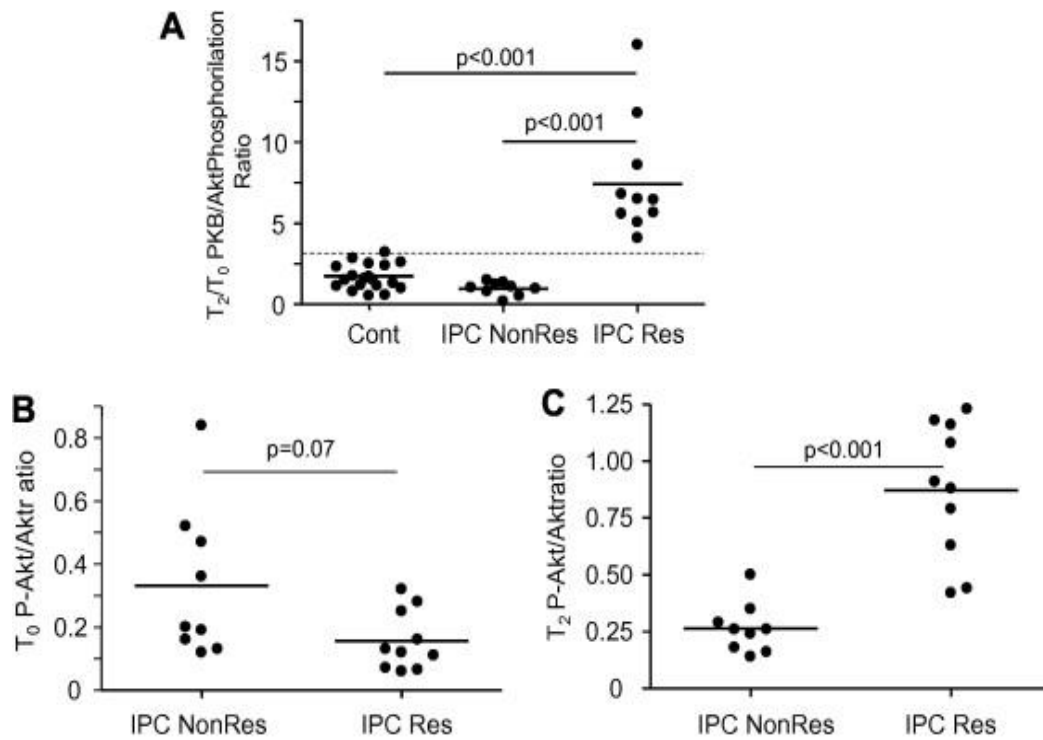 A
T2/T0 PKB/AktPhosphorilation
Ratio
15
10
5
0
p<0.001
p<0.001
Cont IPC NonRes IPC Res
B
T0 P-Akt/Aktr ratio
0.8
0.6
0.4
0.2
0
p=0.07
IPC NonRes IPC Res
C
T2 P-Akt/Aktratio
1.25
1.00
0.75
0.50
0.25
0
p<0.001
IPC NonRes IPC Res